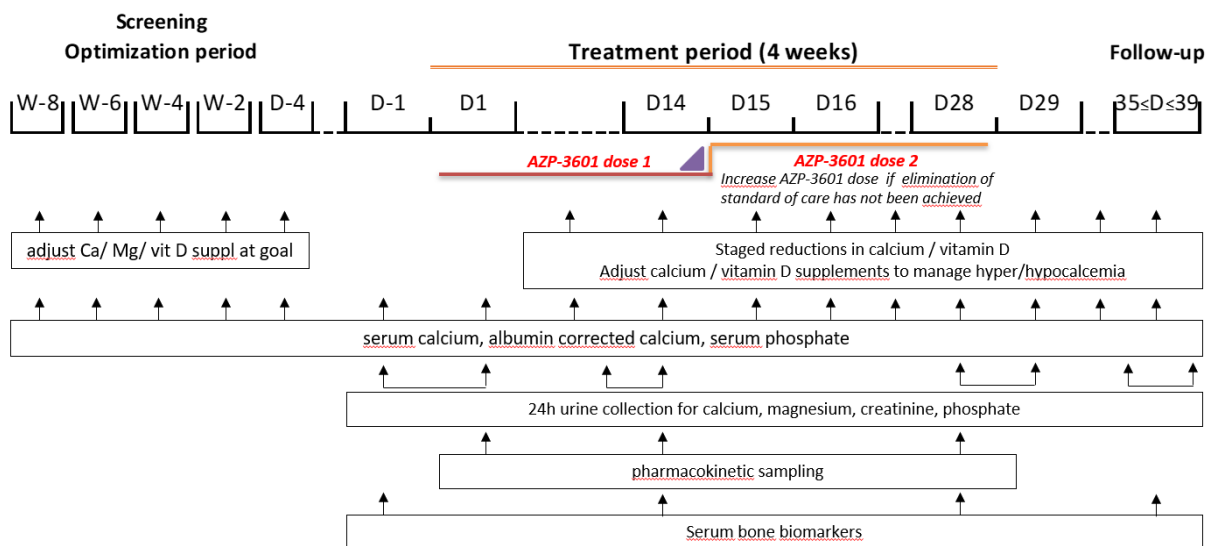 Screening
Optimization period
Treatment period (4 weeks)
Follow-up
W-8 W-6 W-4 W-2 D-4 D-1 D1 D14 D15 D16 D28 D29 35≤D≤39
AZP-3601 dose 1
AZP-3601 dose 2
Increase AZP-3601 dose if elimination of
standard of care has not been achieved
adjust Ca/ Mg/ vit D suppl at goal
Staged reductions in calcium / vitamin D
Adjust calcium / vitamin D supplements to manage hyper/hypocalcemia
serum calcium, albumin corrected calcium, serum phosphate
24h urine collection for calcium, magnesium, creatinine, phosphate
pharmacokinetic sampling
Serum bone biomarkers